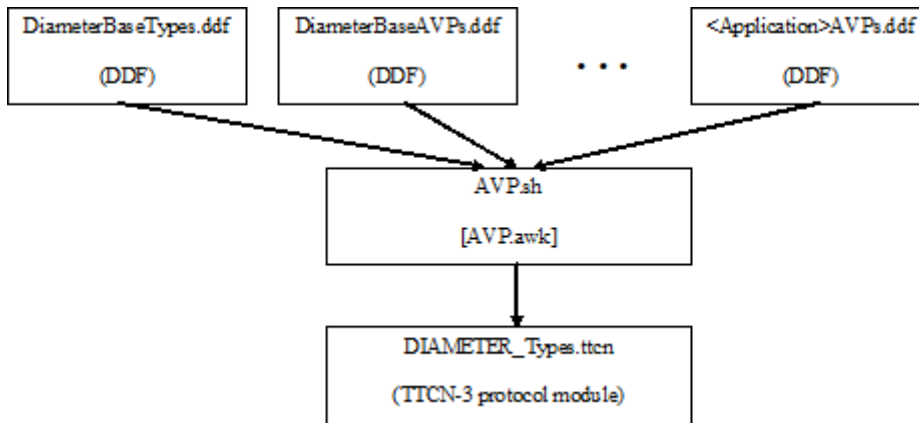 DiameterBaseTypes.ddf
(DDF)
DiameterBaseAVPs.ddf
(DDF)
. . .
<Application>AVPs.ddf
(DDF)
AVP.sh
[AVP.awk]
DIAMETER_Types.ttcn
(TTCN-3 protocol module)